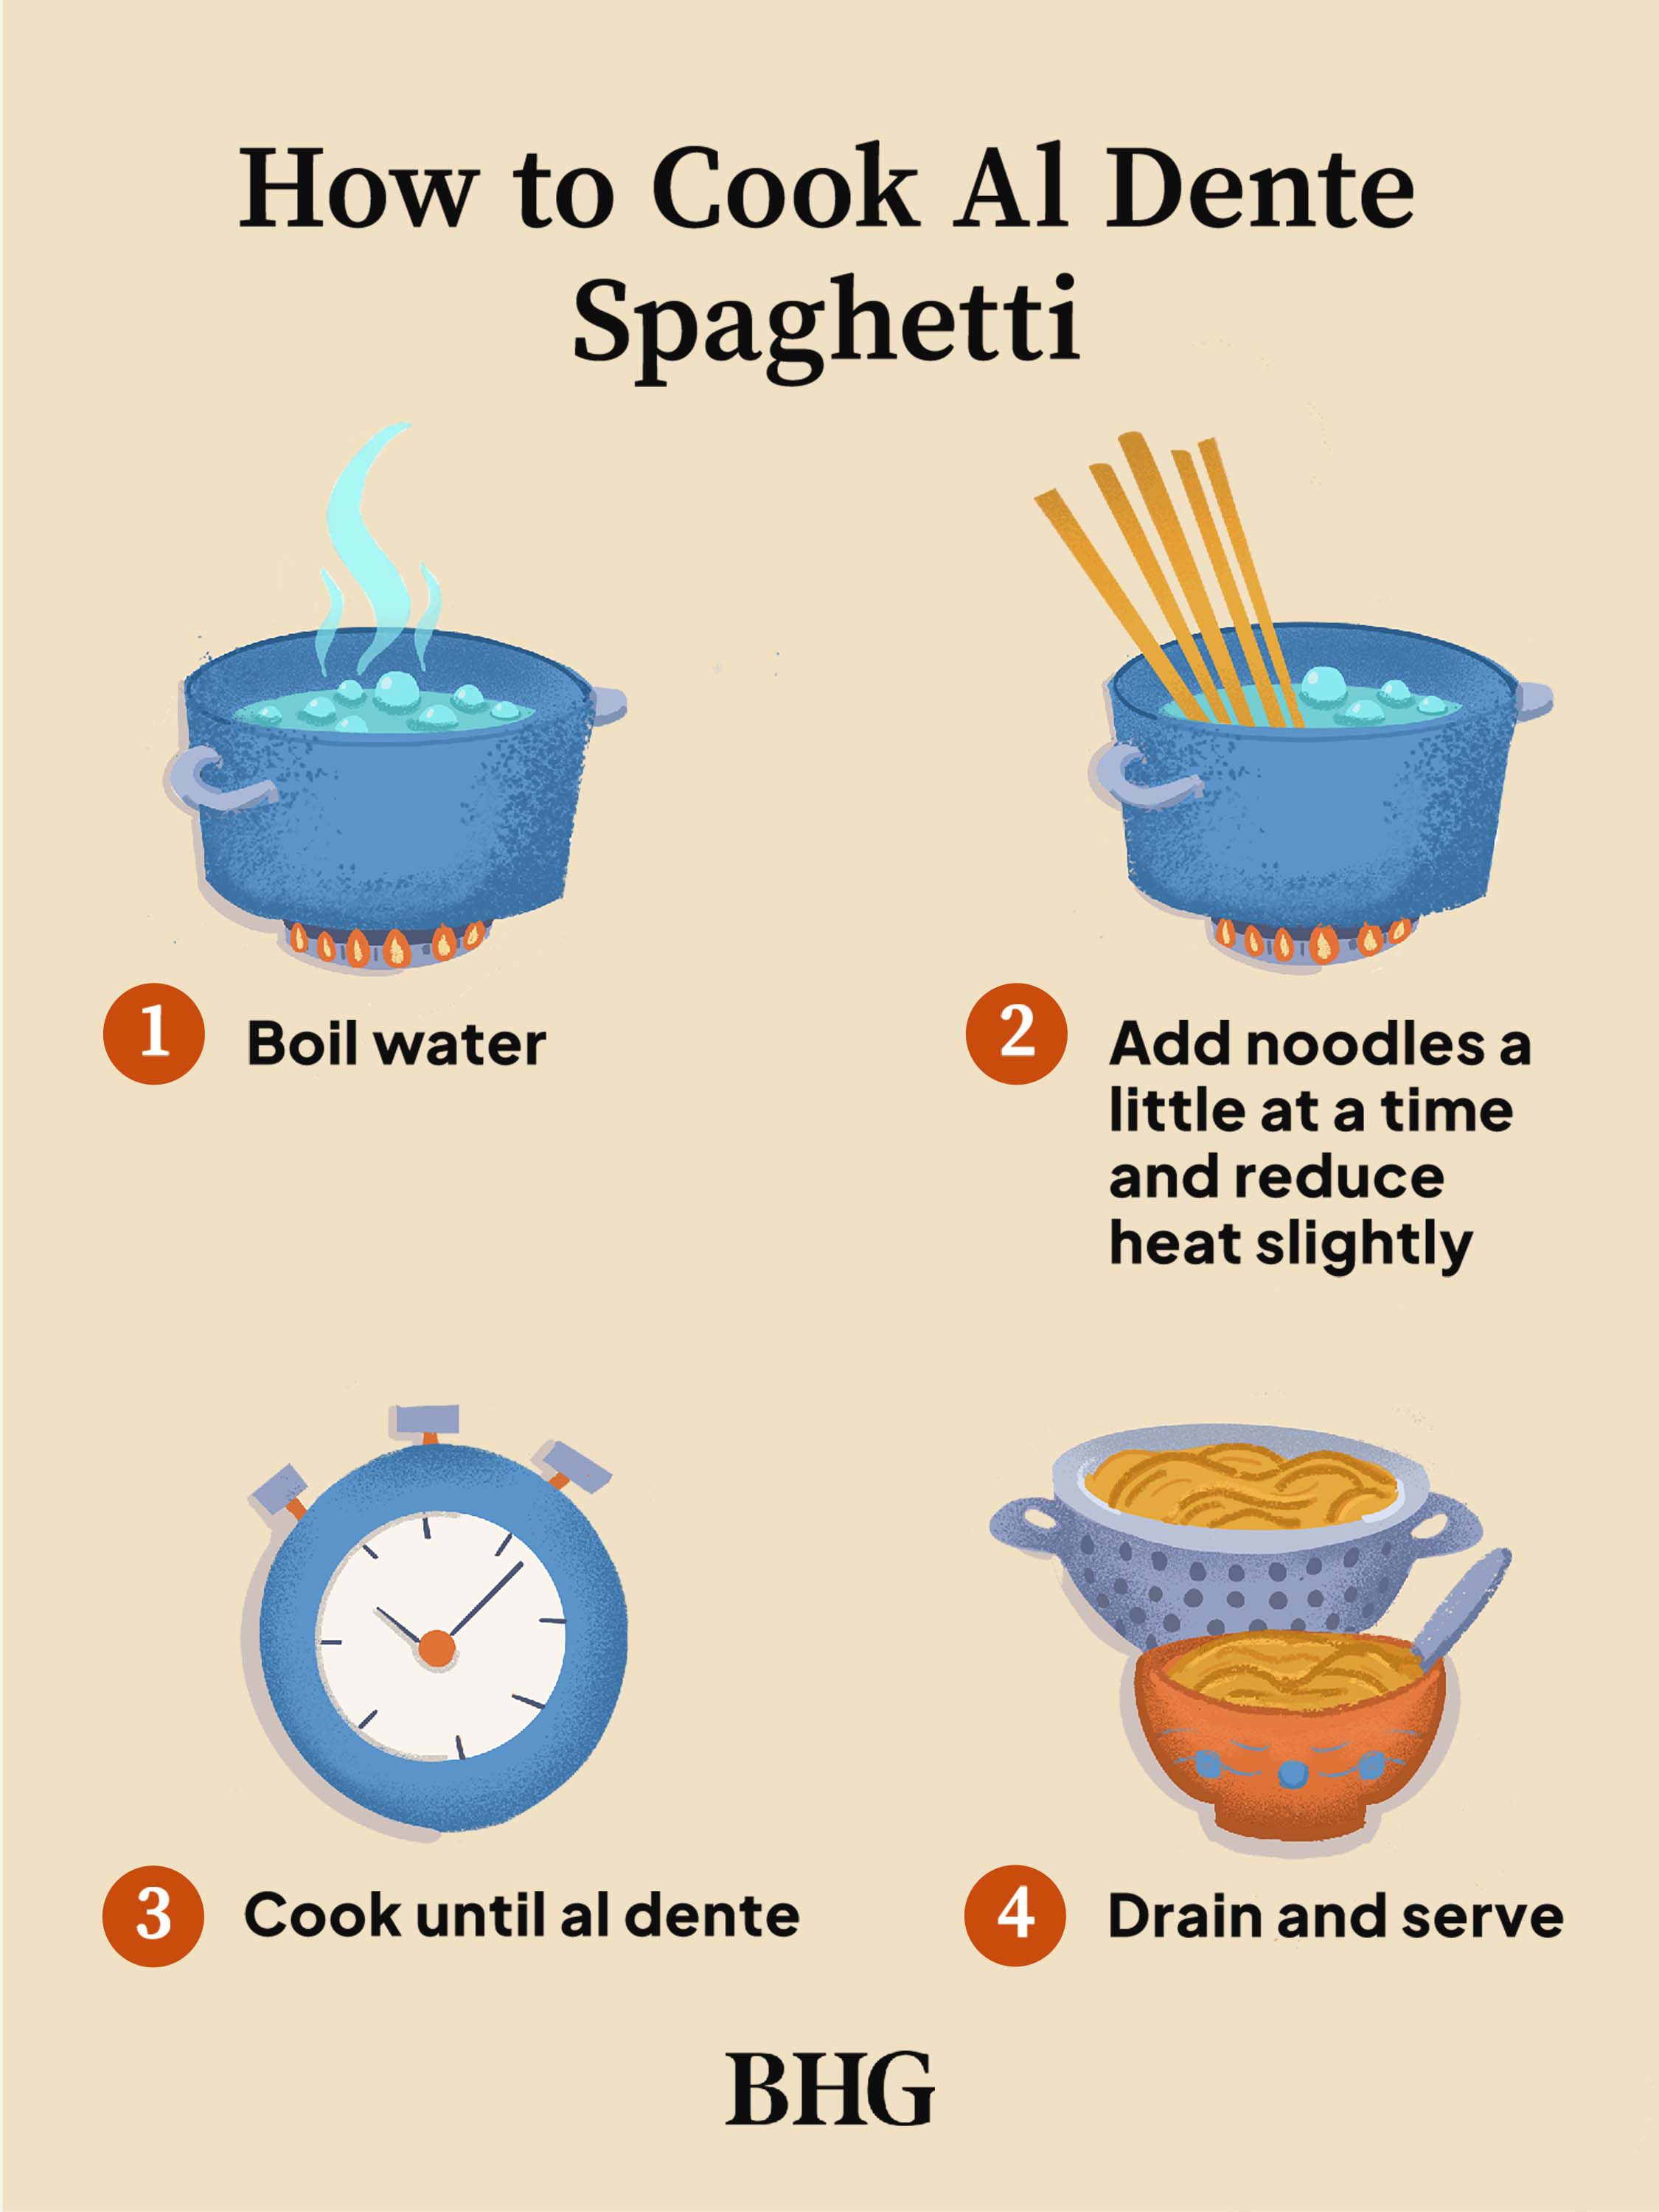 How to Cook Al Dente
Spaghetti
1
Boil water
2
Add noodles a
little at a time
and reduce
heat slightly
3
Cook until al dente
4
Drain and serve
BHG